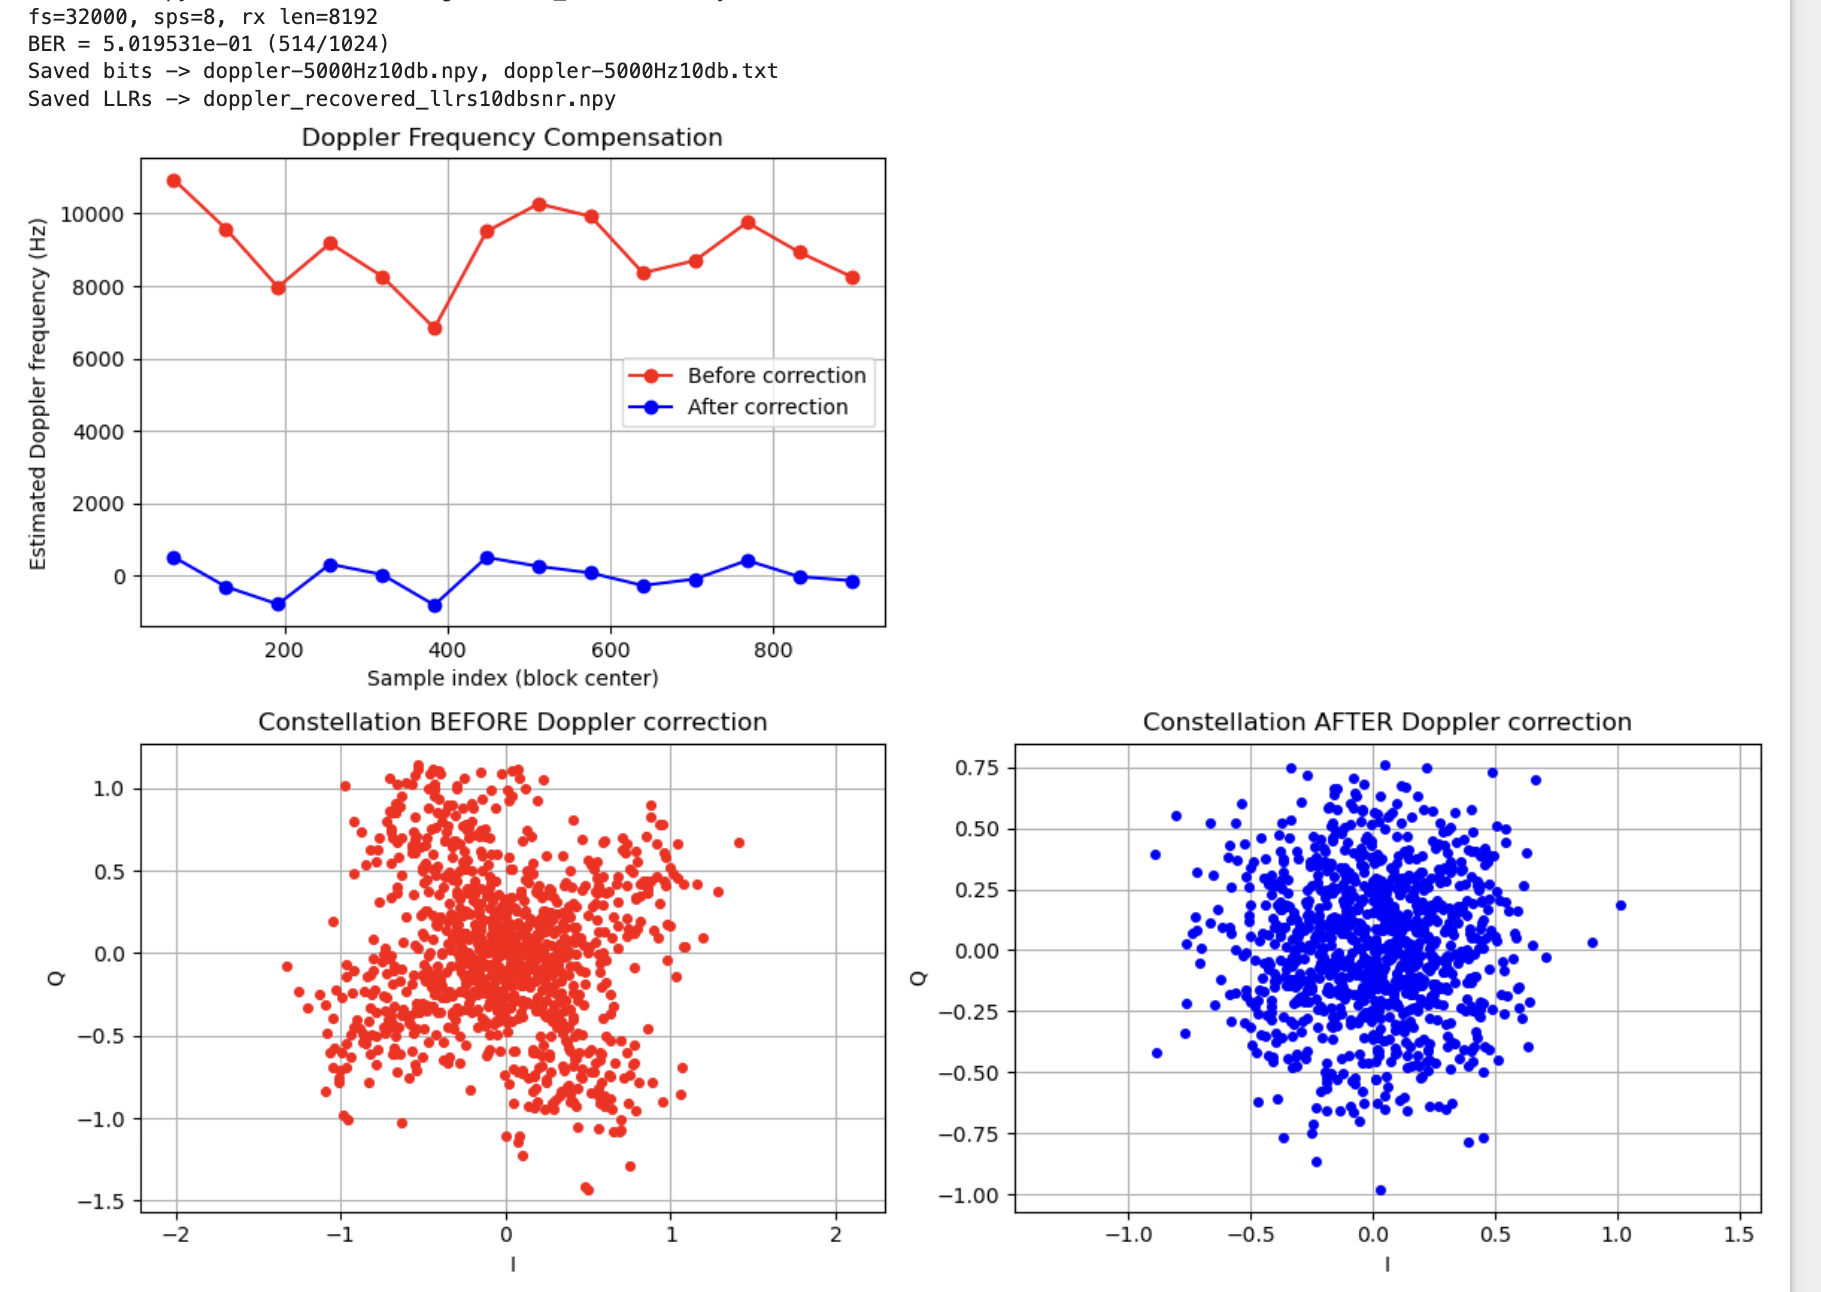 fs=32000, sps=8, rx len=8192
BER = 5.019531e-01 (514/1024)
Saved bits -> doppler-5000Hz10db.npy, doppler-5000Hz10db.txt
Saved LLRs -> doppler_recovered_llrs10dbsnr.npy
Doppler Frequency Compensation
Estimated Doppler frequency (Hz)
10000
8000
6000
4000
2000
0
Before correction
After correction
200 400 600 800
Sample index (block center)
Constellation BEFORE Doppler correction
Q
1.0
0.5
0.0
−0.5
−1.0
−1.5
−2 −1 0 1 2
I
Constellation AFTER Doppler correction
Q
0.75
0.50
0.25
0.00
−0.25
−0.50
−0.75
−1.00
−1.0 −0.5 0.0 0.5 1.0 1.5
I